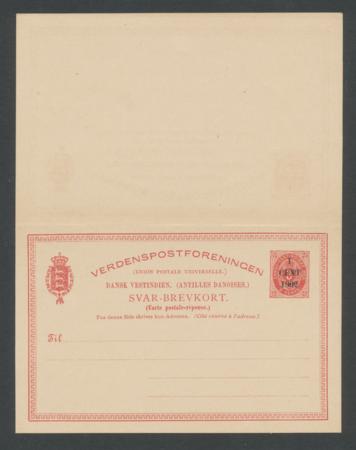 VERDENSPOSTFORENINGEN
(UNION POSTALE UNIVERSELLE.)
DANSK VESTINDIEN. (ANTILLES DANOISES.)
SVAR-BREVKORT.
(Carte postale-réponse.)
Paa denne Side skrives kun Adressen. (Côté réservé à l'adresse.)
Til
1
CENT
1902